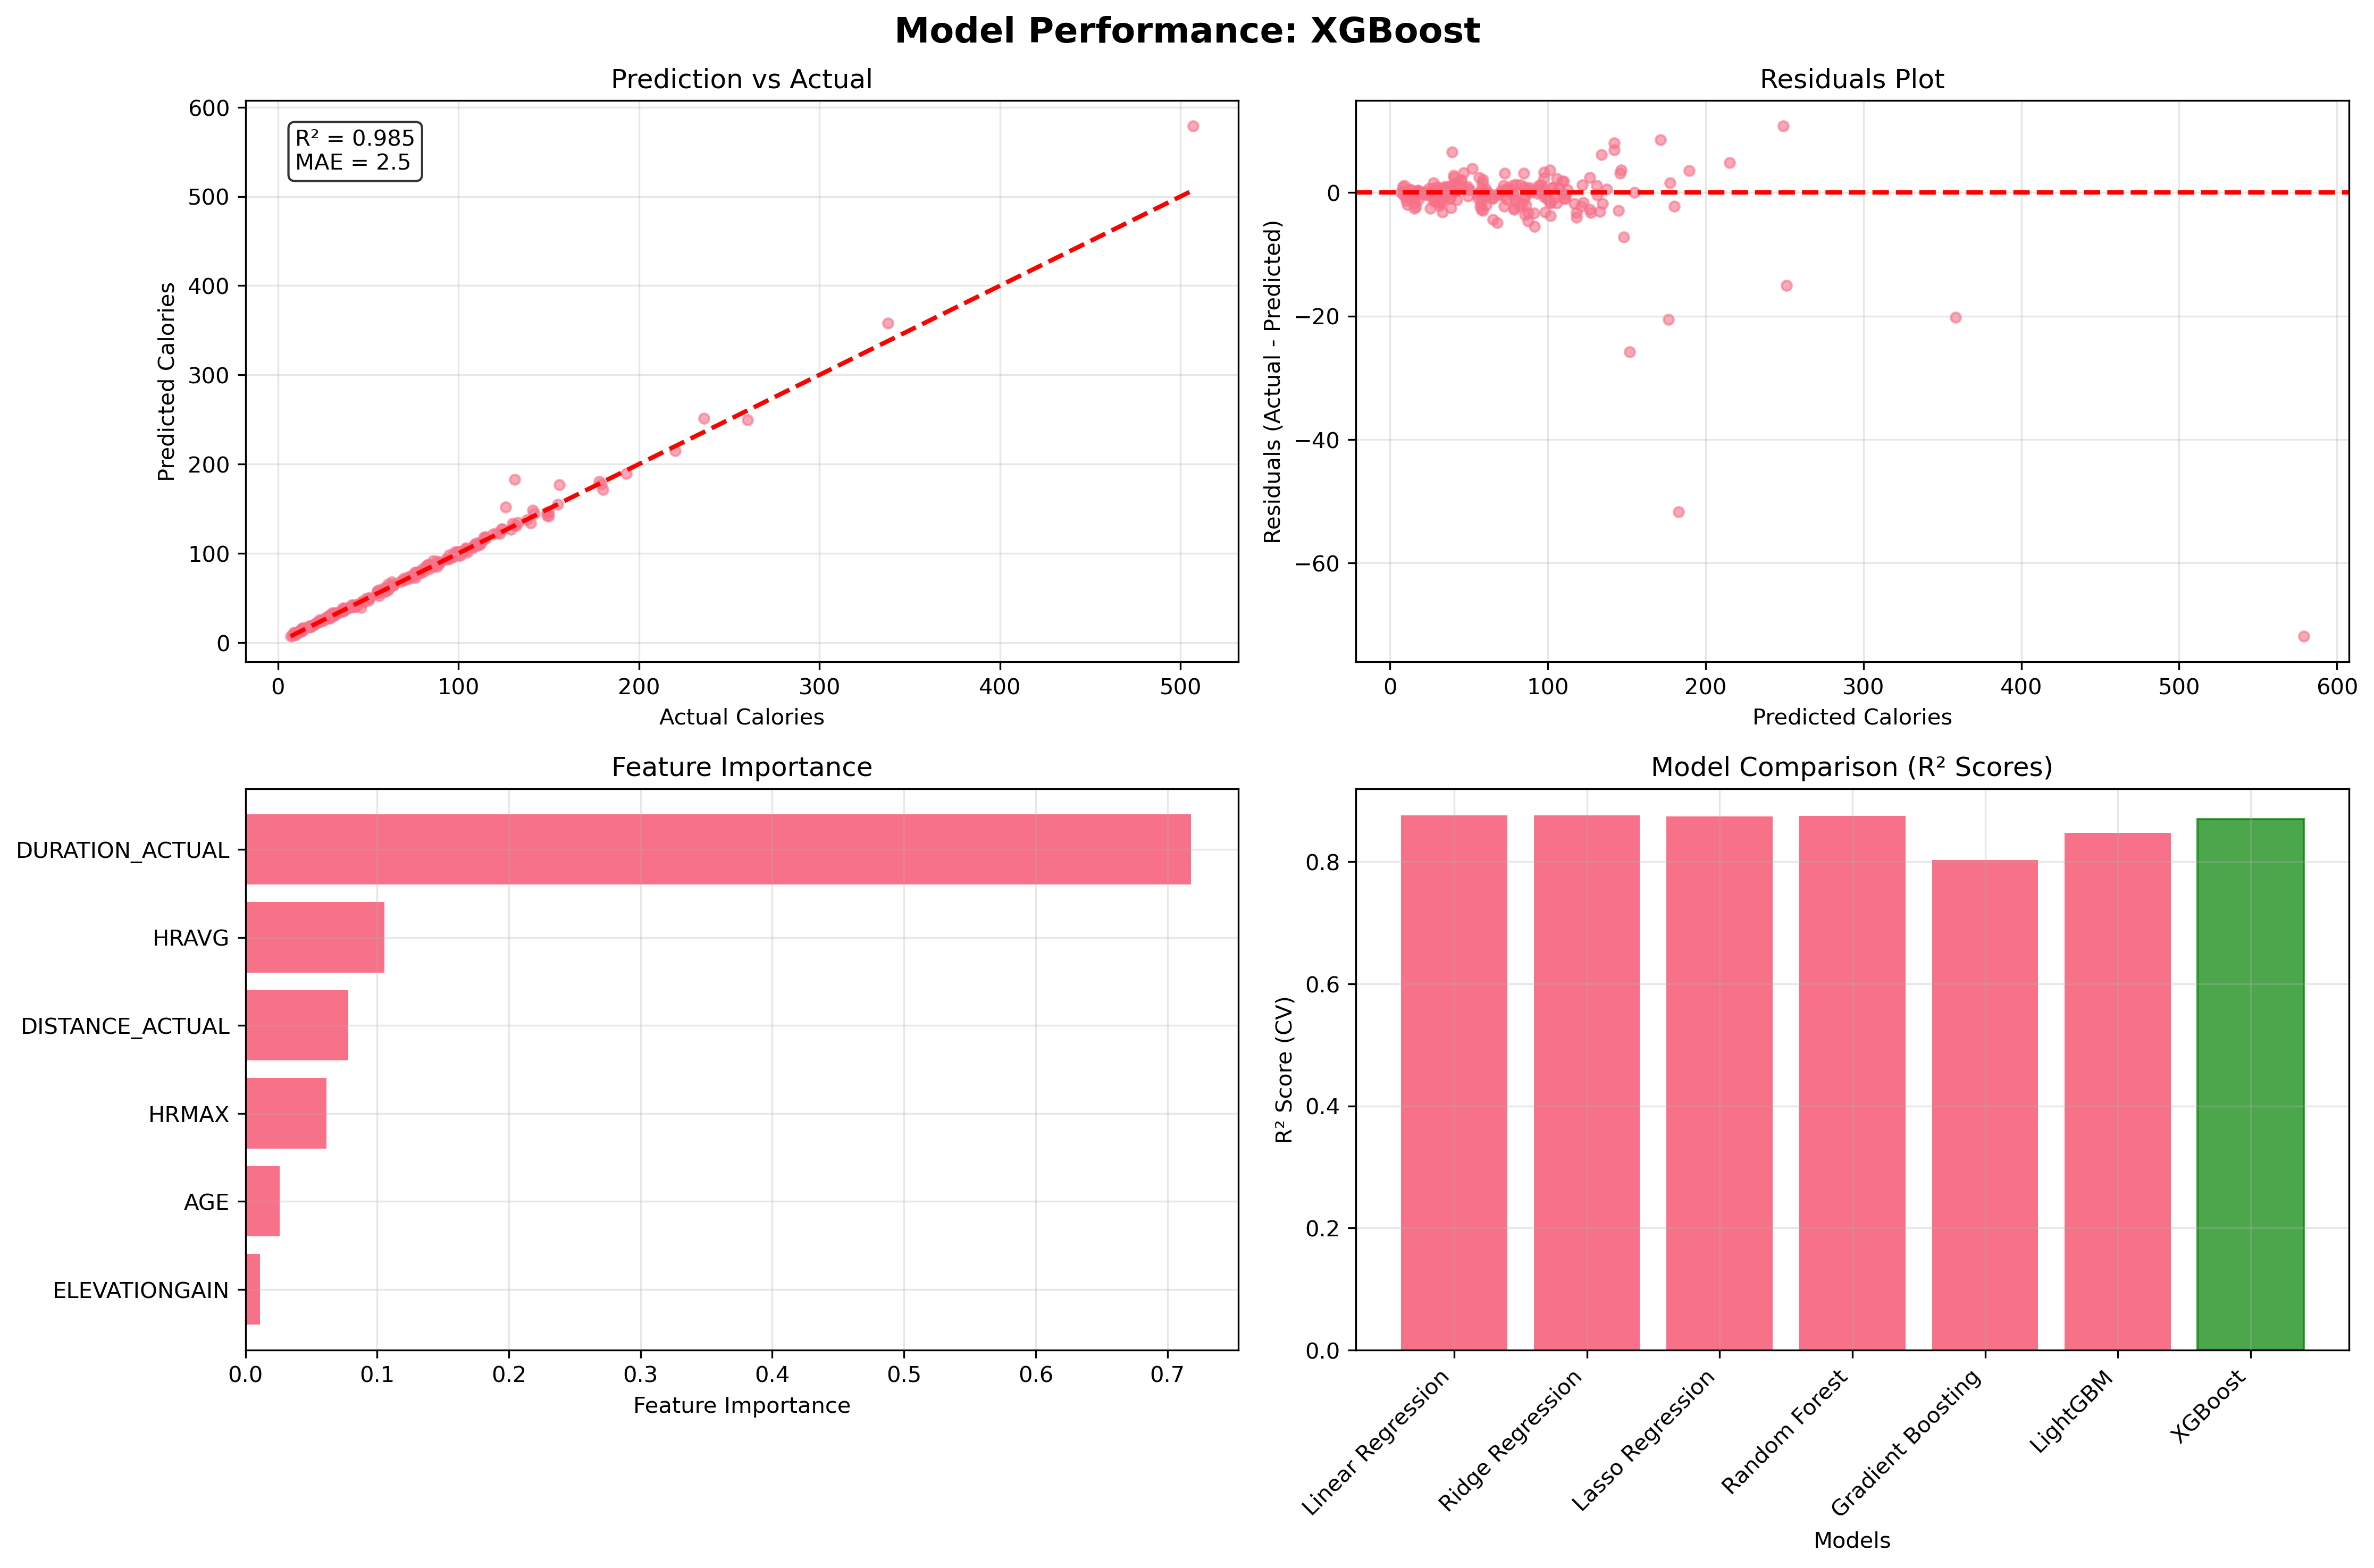 Model Performance: XGBoost
Prediction vs Actual
R² = 0.985
MAE = 2.5
Predicted Calories
600
500
400
300
200
100
0
0 100 200 300 400 500
Actual Calories
Residuals Plot
Residuals (Actual - Predicted)
0
−20
−40
−60
0 100 200 300 400 500 600
Predicted Calories
Feature Importance
DURATION_ACTUAL
HRAVG
DISTANCE_ACTUAL
HRMAX
AGE
ELEVATIONGAIN
0.0 0.1 0.2 0.3 0.4 0.5 0.6 0.7
Feature Importance
Model Comparison (R² Scores)
R² Score (CV)
0.8
0.6
0.4
0.2
0.0
Linear Regression
Ridge Regression
Lasso Regression
Random Forest
Gradient Boosting
LightGBM
XGBoost
Models